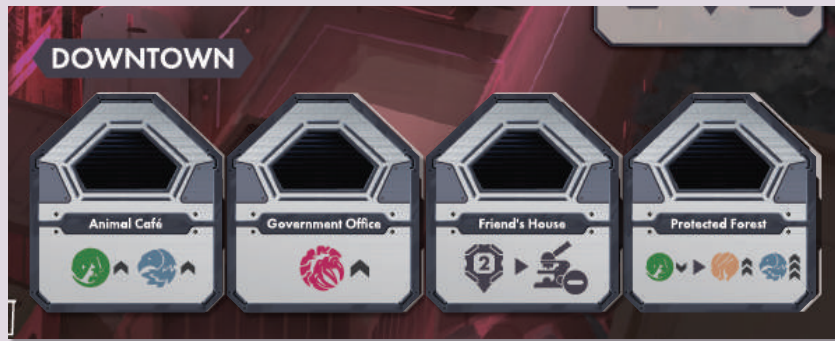 DOWNTOWN
Animal Café
Government Office
Friend's House
Protected Forest
2